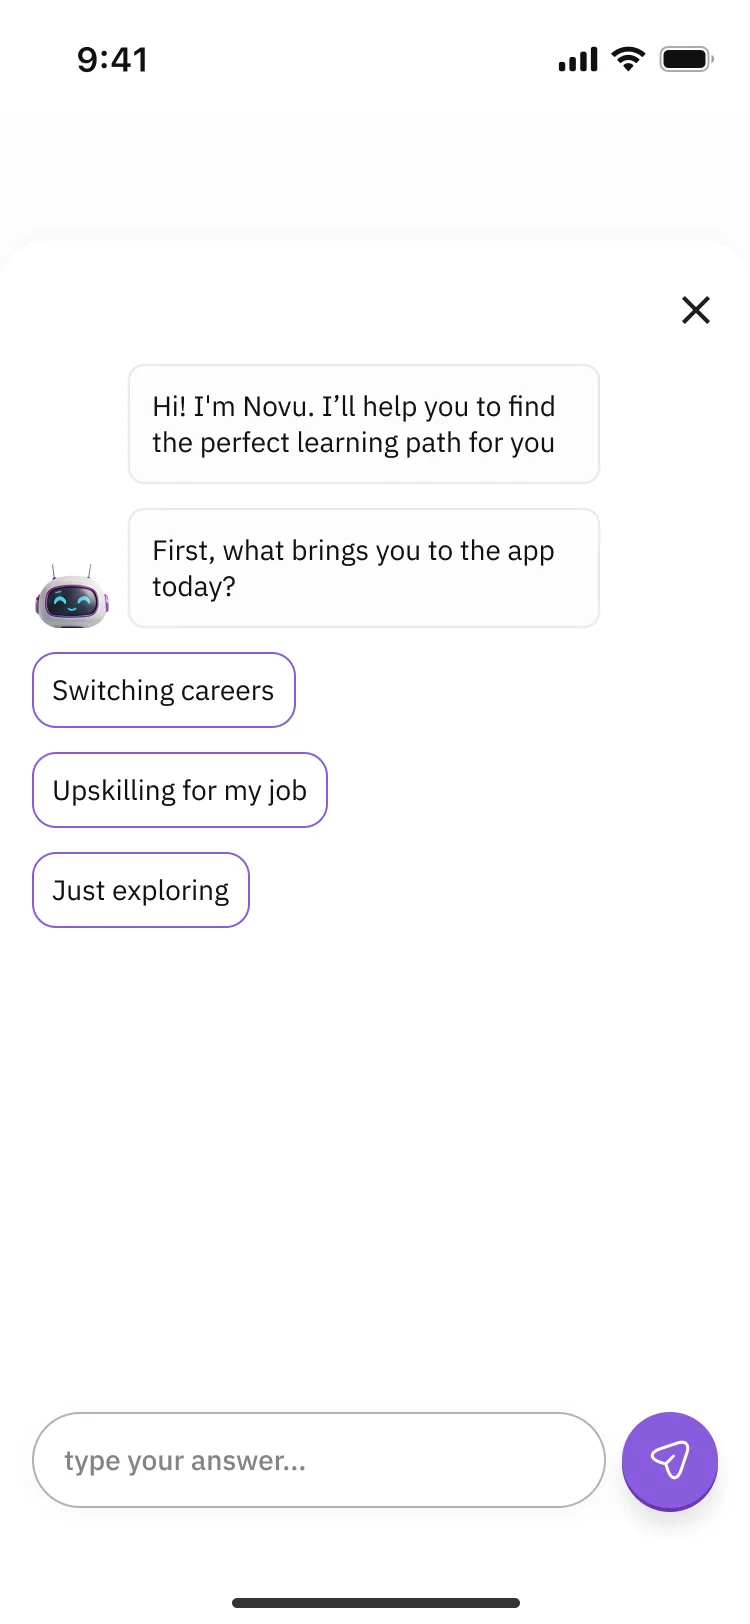 9:41
Hi! I'm Novu. I’ll help you to find
the perfect learning path for you
First, what brings you to the app
today?
Switching careers
Upskilling for my job
Just exploring
type your answer...